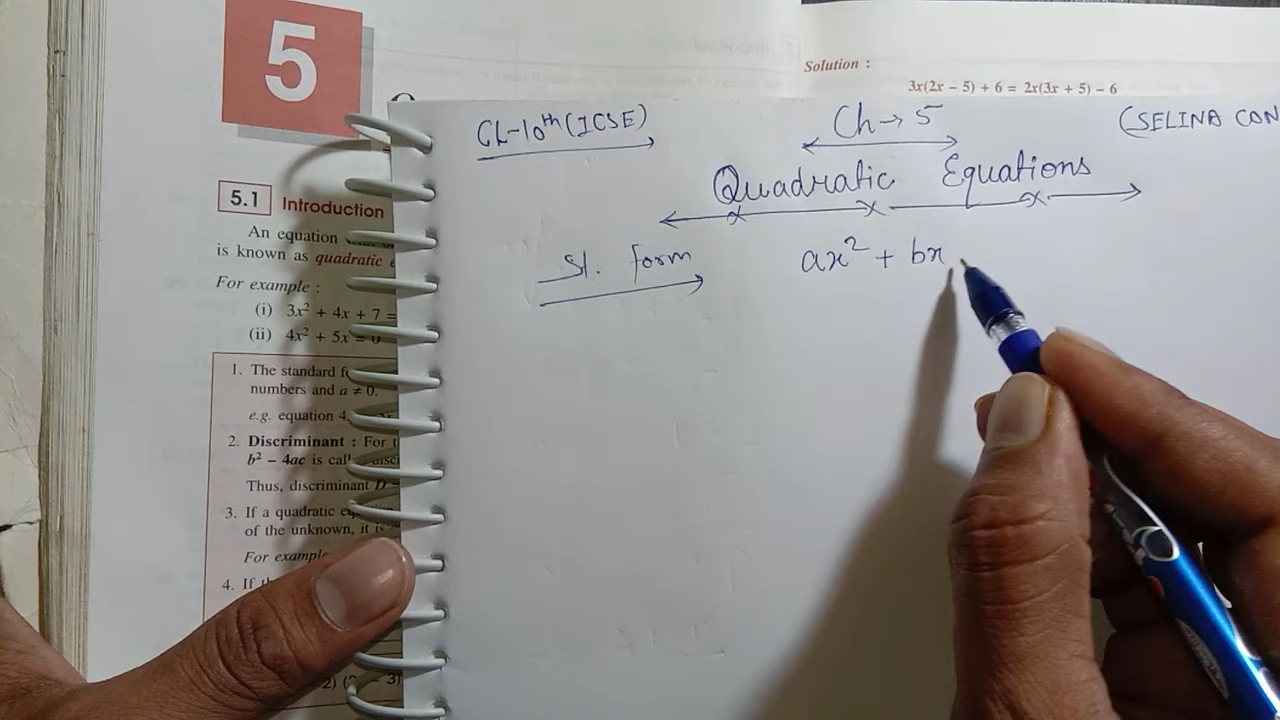 5
Solution :
3x(2x − 5) + 6 = 2x(3x + 5) − 6
CL-10th (ICSE)
Ch → 5
(SELINA CON
Quadratic Equations
St. form
ax² + bx
5.1 Introduction
An equation
is known as quadratic
For example :
(i) 3x² + 4x + 7 =
(ii) 4x² + 5x = 0
1. The standard f
numbers and a ≠ 0.
e.g. equation 4
2. Discriminant : For t
b² − 4ac is call
Thus, discriminant D
3. If a quadratic eq
of the unknown, it is
For example
4. If